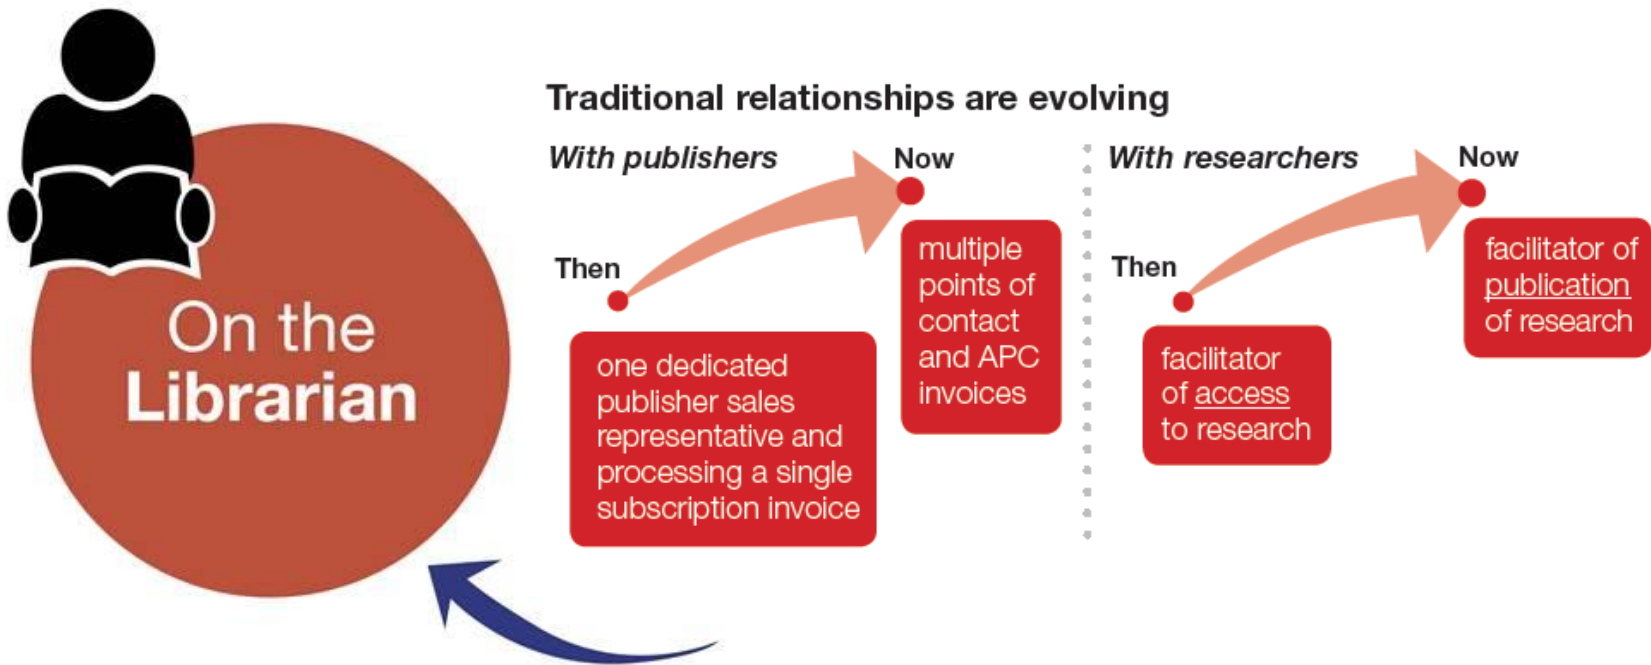 On the
Librarian
Traditional relationships are evolving
With publishers
Then
one dedicated
publisher sales
representative and
processing a single
subscription invoice
Now
multiple
points of
contact
and APC
invoices
With researchers
Then
facilitator
of access
to research
Now
facilitator of
publication
of research